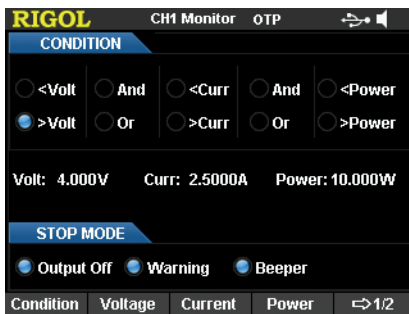 RIGOL CH1 Monitor OTP
CONDITION
<Volt And <Curr And <Power
>Volt Or >Curr Or >Power
Volt: 4.000V Curr: 2.5000A Power: 10.000W
STOP MODE
Output Off Warning Beeper
Condition Voltage Current Power ⇨1/2